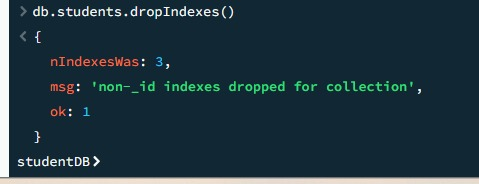 > db.students.dropIndexes()
< {
nIndexesWas: 3,
msg: 'non-_id indexes dropped for collection',
ok: 1
}
studentDB>